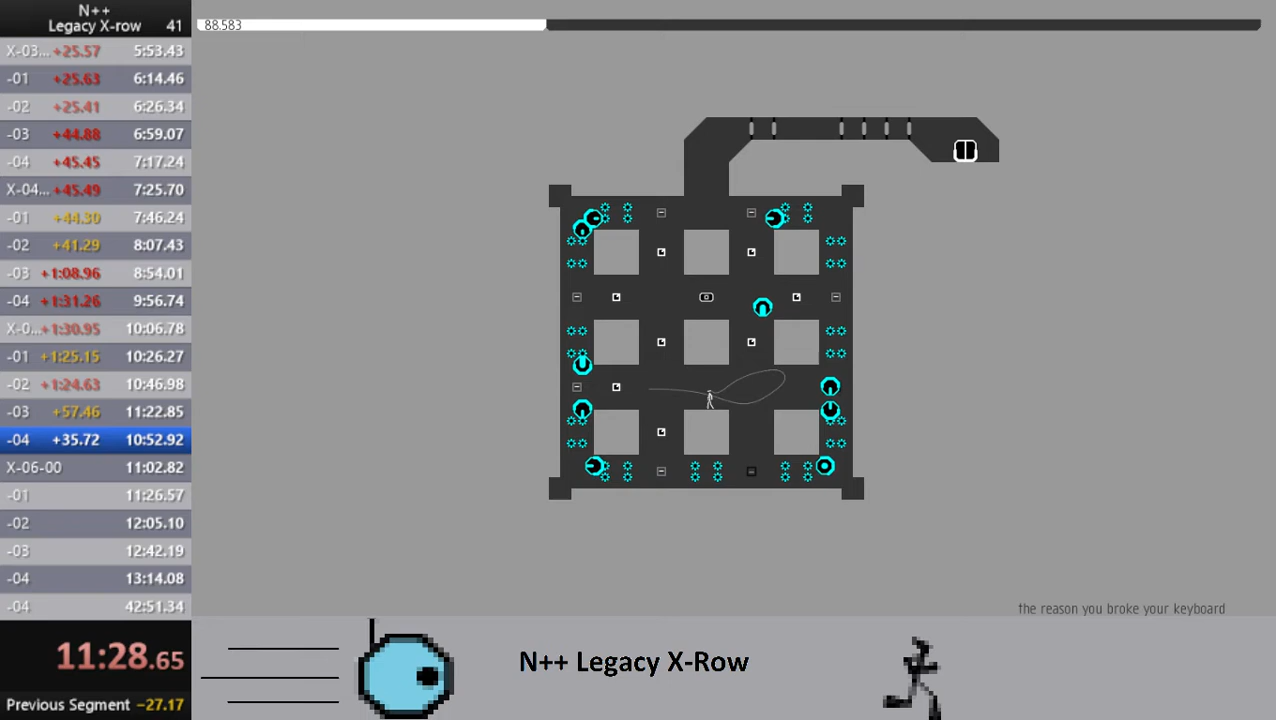 N++
Legacy X-row 41
88.583
X-03... +25.57 5:53.43
-01 +25.63 6:14.46
-02 +25.41 6:26.34
-03 +44.88 6:59.07
-04 +45.45 7:17.24
X-04... +45.49 7:25.70
-01 +44.30 7:46.24
-02 +41.29 8:07.43
-03 +1:08.96 8:54.01
-04 +1:31.26 9:56.74
X-0... +1:30.95 10:06.78
-01 +1:25.15 10:26.27
-02 +1:24.63 10:46.98
-03 +57.46 11:22.85
-04 +35.72 10:52.92
X-06-00 11:02.82
-01 11:26.57
-02 12:05.10
-03 12:42.19
-04 13:14.08
-04 42:51.34
the reason you broke your keyboard
11:28.65
N++ Legacy X-Row
Previous Segment −27.17